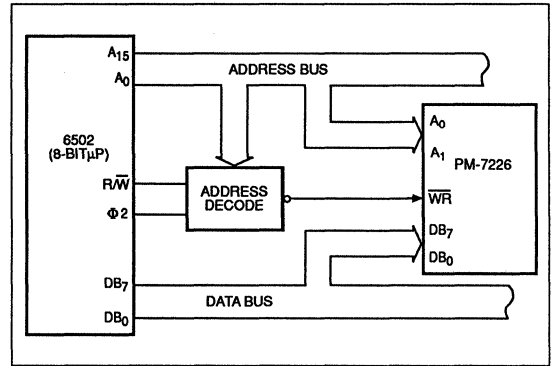 A15
A0
ADDRESS BUS
6502
(8-BITµP)
R/W̅
Φ2
ADDRESS
DECODE
A0
A1
PM-7226
W̅R̅
DB7
DB0
DB7
DATA BUS
DB0